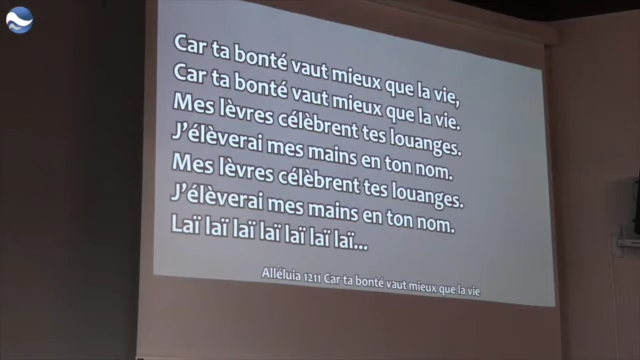 Car ta bonté vaut mieux que la vie,
Car ta bonté vaut mieux que la vie.
Mes lèvres célèbrent tes louanges.
J'élèverai mes mains en ton nom.
Mes lèvres célèbrent tes louanges.
J'élèverai mes mains en ton nom.
Laï laï laï laï laï laï laï...
Alléluia 1211 Car ta bonté vaut mieux que la vie